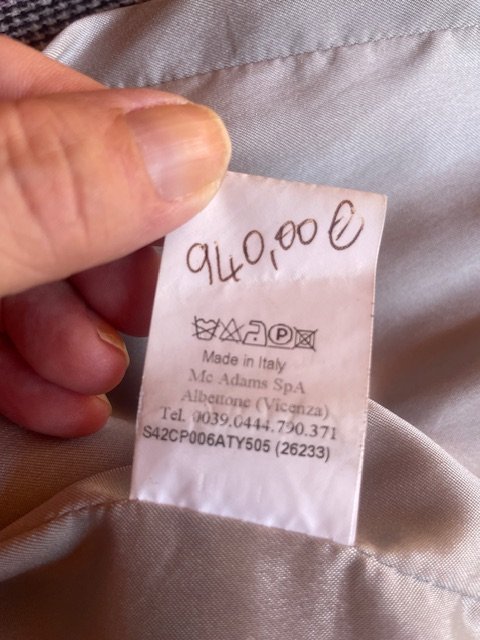 940,00 €
P
Made in Italy
Mc Adams SpA
Albettone (Vicenza)
Tel. 0039.0444.790.371
S42CP006ATY505 (26233)